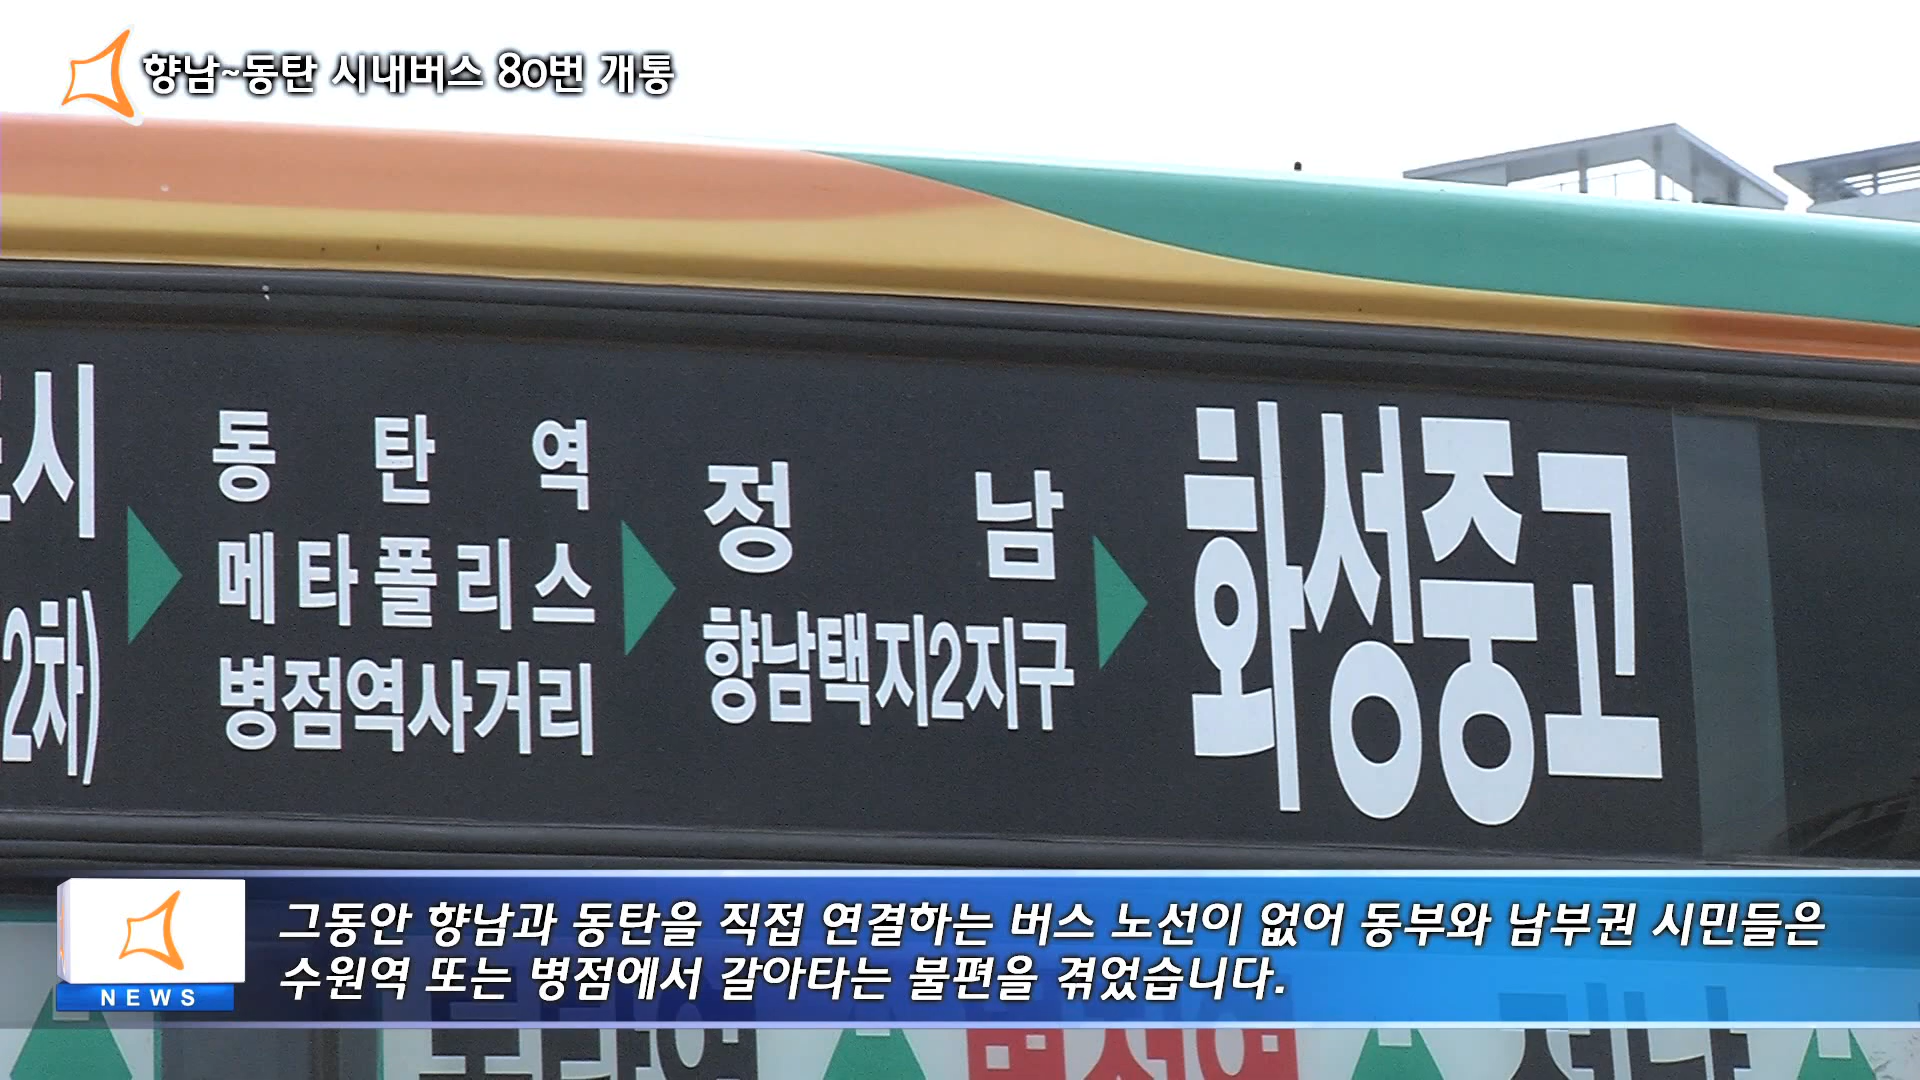 향남~동탄 시내버스 80번 개통
시
2차)
동탄역
메타폴리스
병점역사거리
정남
향남택지2지구
화성중고
그동안 향남과 동탄을 직접 연결하는 버스 노선이 없어 동부와 남부권 시민들은
수원역 또는 병점에서 갈아타는 불편을 겪었습니다.
NEWS